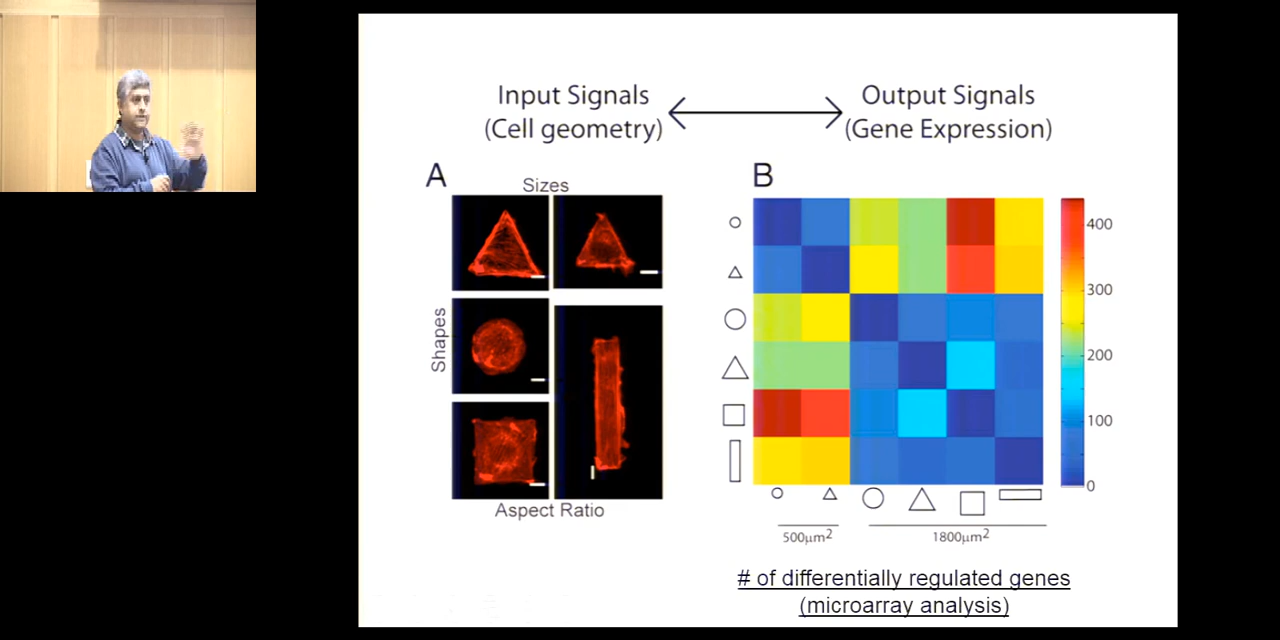 Input Signals
(Cell geometry)
Output Signals
(Gene Expression)
A
Sizes
Shapes
Aspect Ratio
B
400
300
200
100
0
500µm²
1800µm²
# of differentially regulated genes
(microarray analysis)